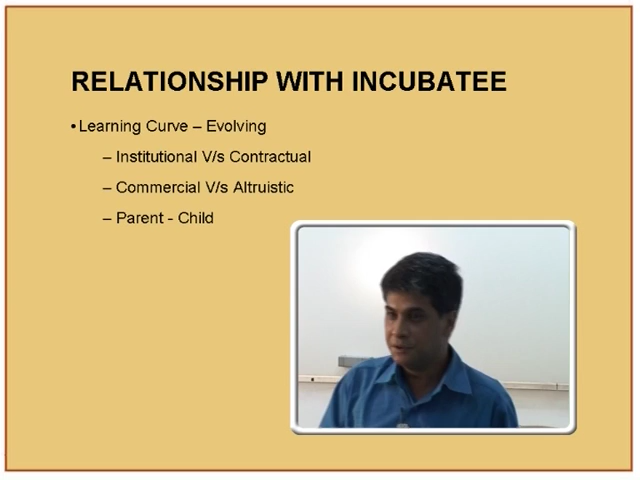 RELATIONSHIP WITH INCUBATEE
• Learning Curve – Evolving
– Institutional V/s Contractual
– Commercial V/s Altruistic
– Parent - Child